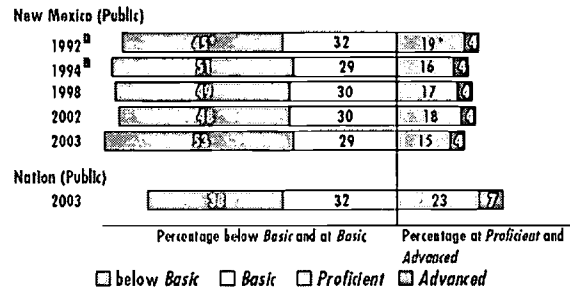 New Mexico (Public)
1992ⁿ 45* 32 19* 4
1994ⁿ 51 29 16 4
1998 49 30 17 4
2002 48 30 18 4
2003 53 29 15 4
Nation (Public)
2003 38 32 23 7
Percentage below Basic and at Basic Percentage at Proficient and
Advanced
below Basic Basic Proficient Advanced